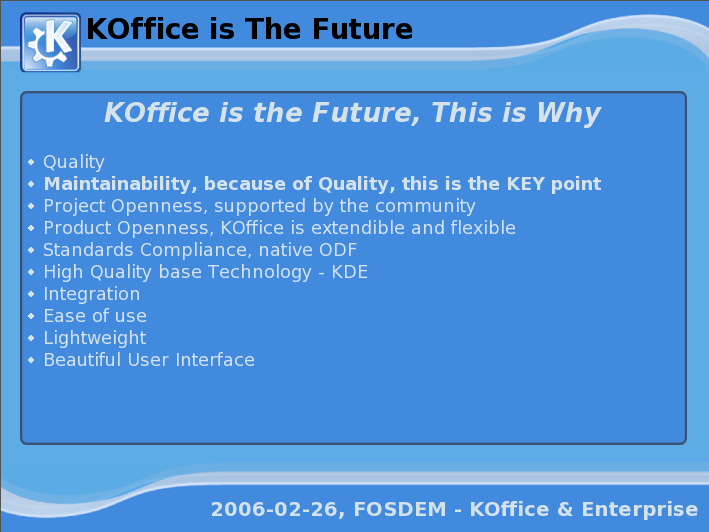 KOffice is The Future
KOffice is the Future, This is Why
Quality
Maintainability, because of Quality, this is the KEY point
Project Openness, supported by the community
Product Openness, KOffice is extendible and flexible
Standards Compliance, native ODF
High Quality base Technology - KDE
Integration
Ease of use
Lightweight
Beautiful User Interface
2006-02-26, FOSDEM - KOffice & Enterprise